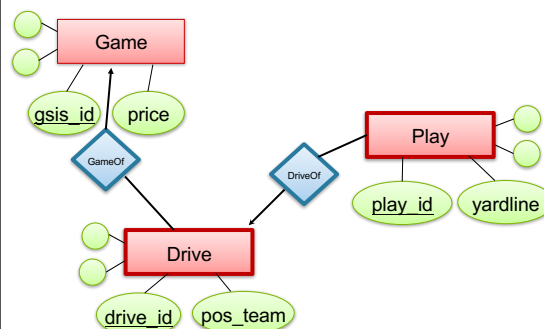 Game
gsis_id
price
GameOf
DriveOf
Play
play_id
yardline
Drive
drive_id
pos_team